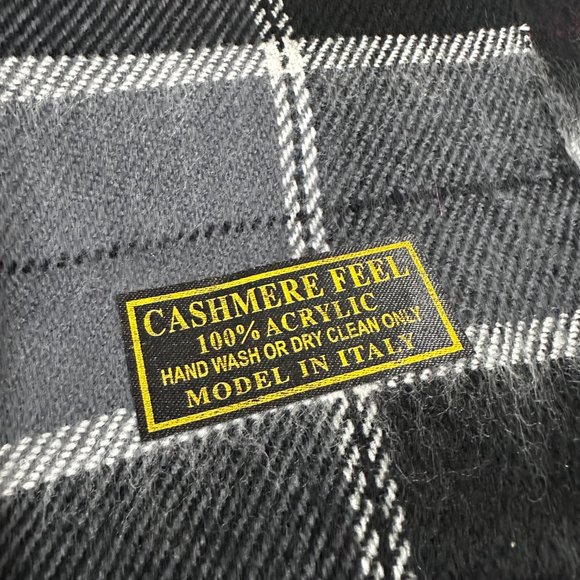 CASHMERE FEEL
100% ACRYLIC
HAND WASH OR DRY CLEAN ONLY
MODEL IN ITALY